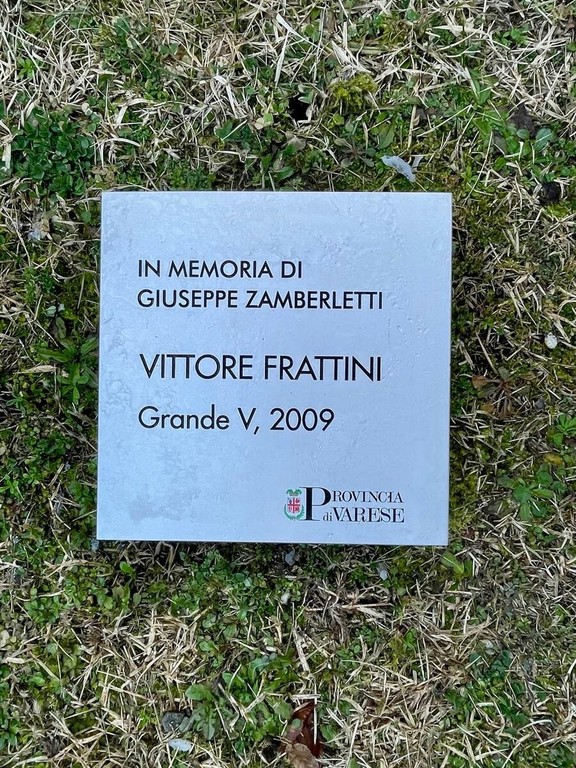 IN MEMORIA DI
GIUSEPPE ZAMBERLETTI
VITTORE FRATTINI
Grande V, 2009
PROVINCIA
di VARESE